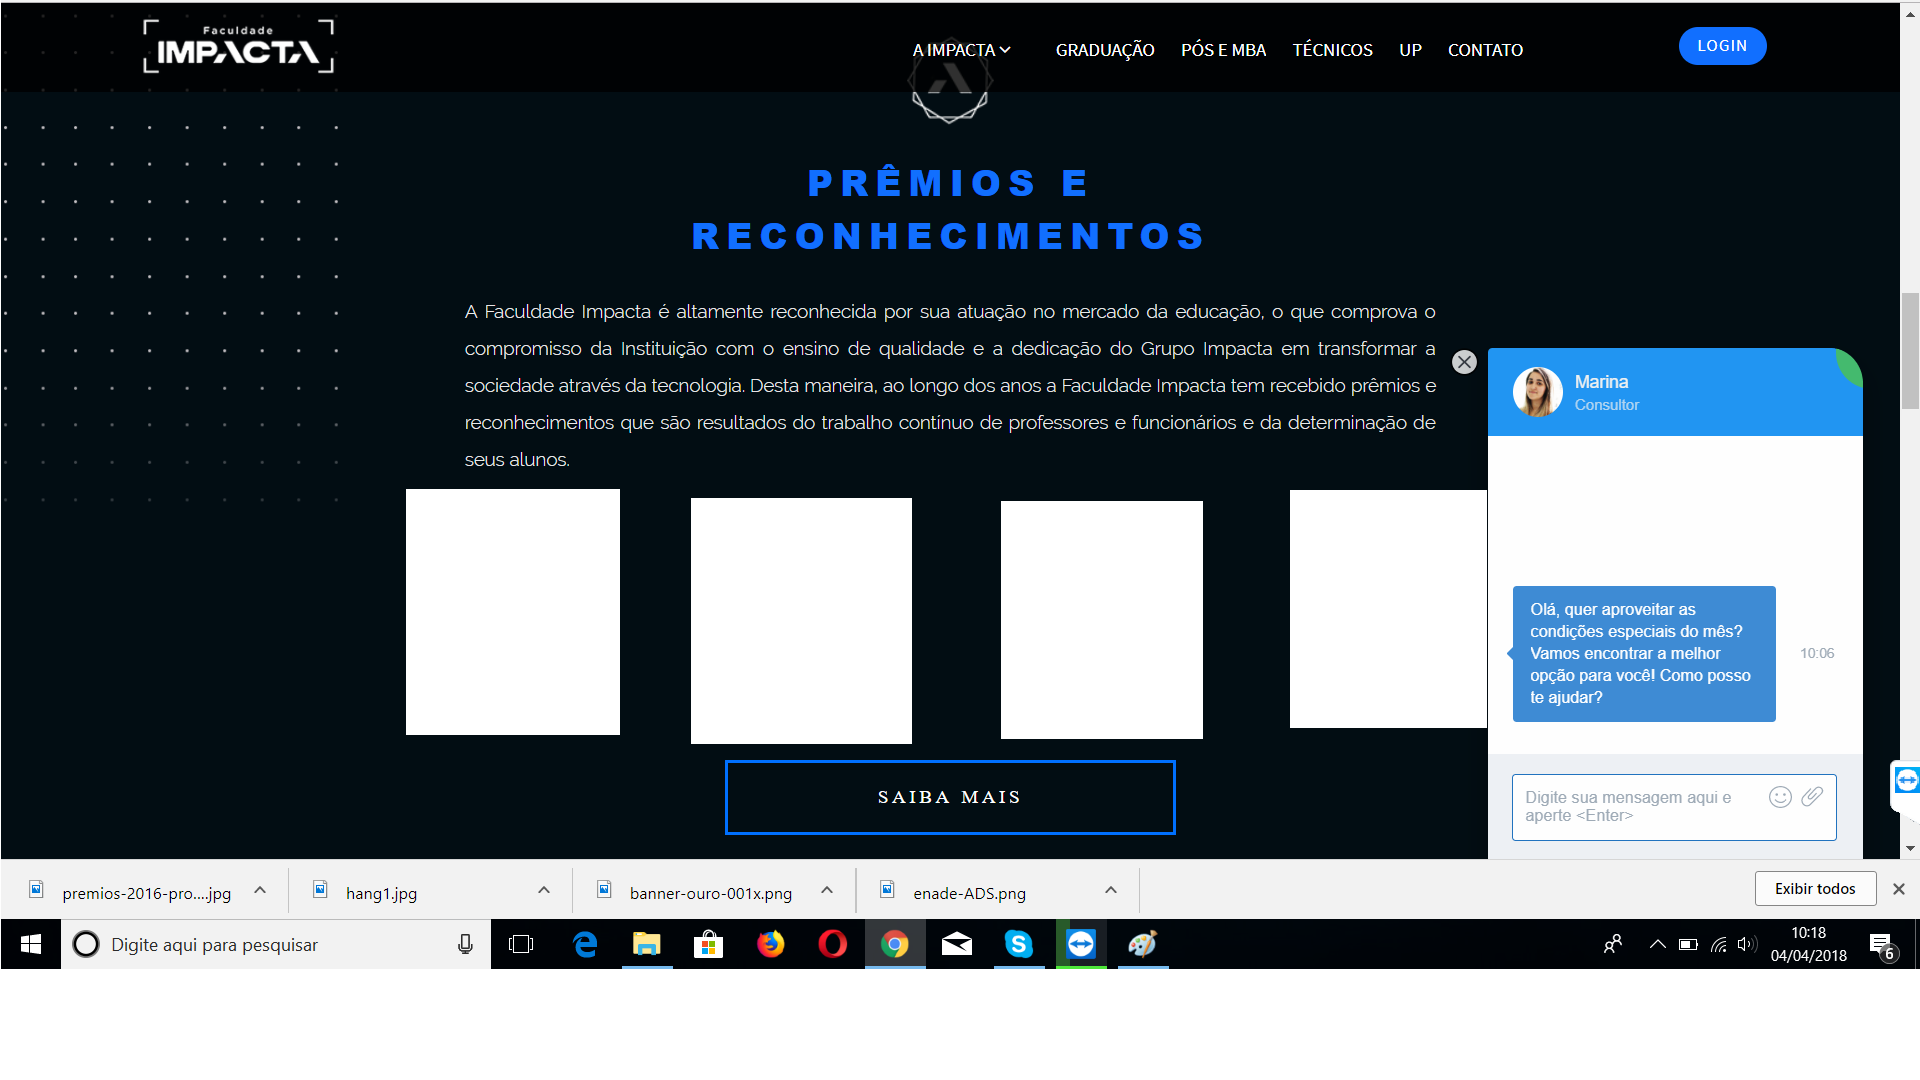 Faculdade
IMPACTA
A IMPACTA
GRADUAÇÃO
PÓS E MBA
TÉCNICOS
UP
CONTATO
LOGIN
PRÊMIOS E
RECONHECIMENTOS
A Faculdade Impacta é altamente reconhecida por sua atuação no mercado da educação, o que comprova o
compromisso da Instituição com o ensino de qualidade e a dedicação do Grupo Impacta em transformar a
sociedade através da tecnologia. Desta maneira, ao longo dos anos a Faculdade Impacta tem recebido prêmios e
reconhecimentos que são resultados do trabalho contínuo de professores e funcionários e da determinação de
seus alunos.
SAIBA MAIS
Marina
Consultor
Olá, quer aproveitar as
condições especiais do mês?
Vamos encontrar a melhor
opção para você! Como posso
te ajudar?
10:06
Digite sua mensagem aqui e
aperte <Enter>
premios-2016-pro....jpg
hang1.jpg
banner-ouro-001x.png
enade-ADS.png
Exibir todos
Digite aqui para pesquisar
10:18
04/04/2018
6